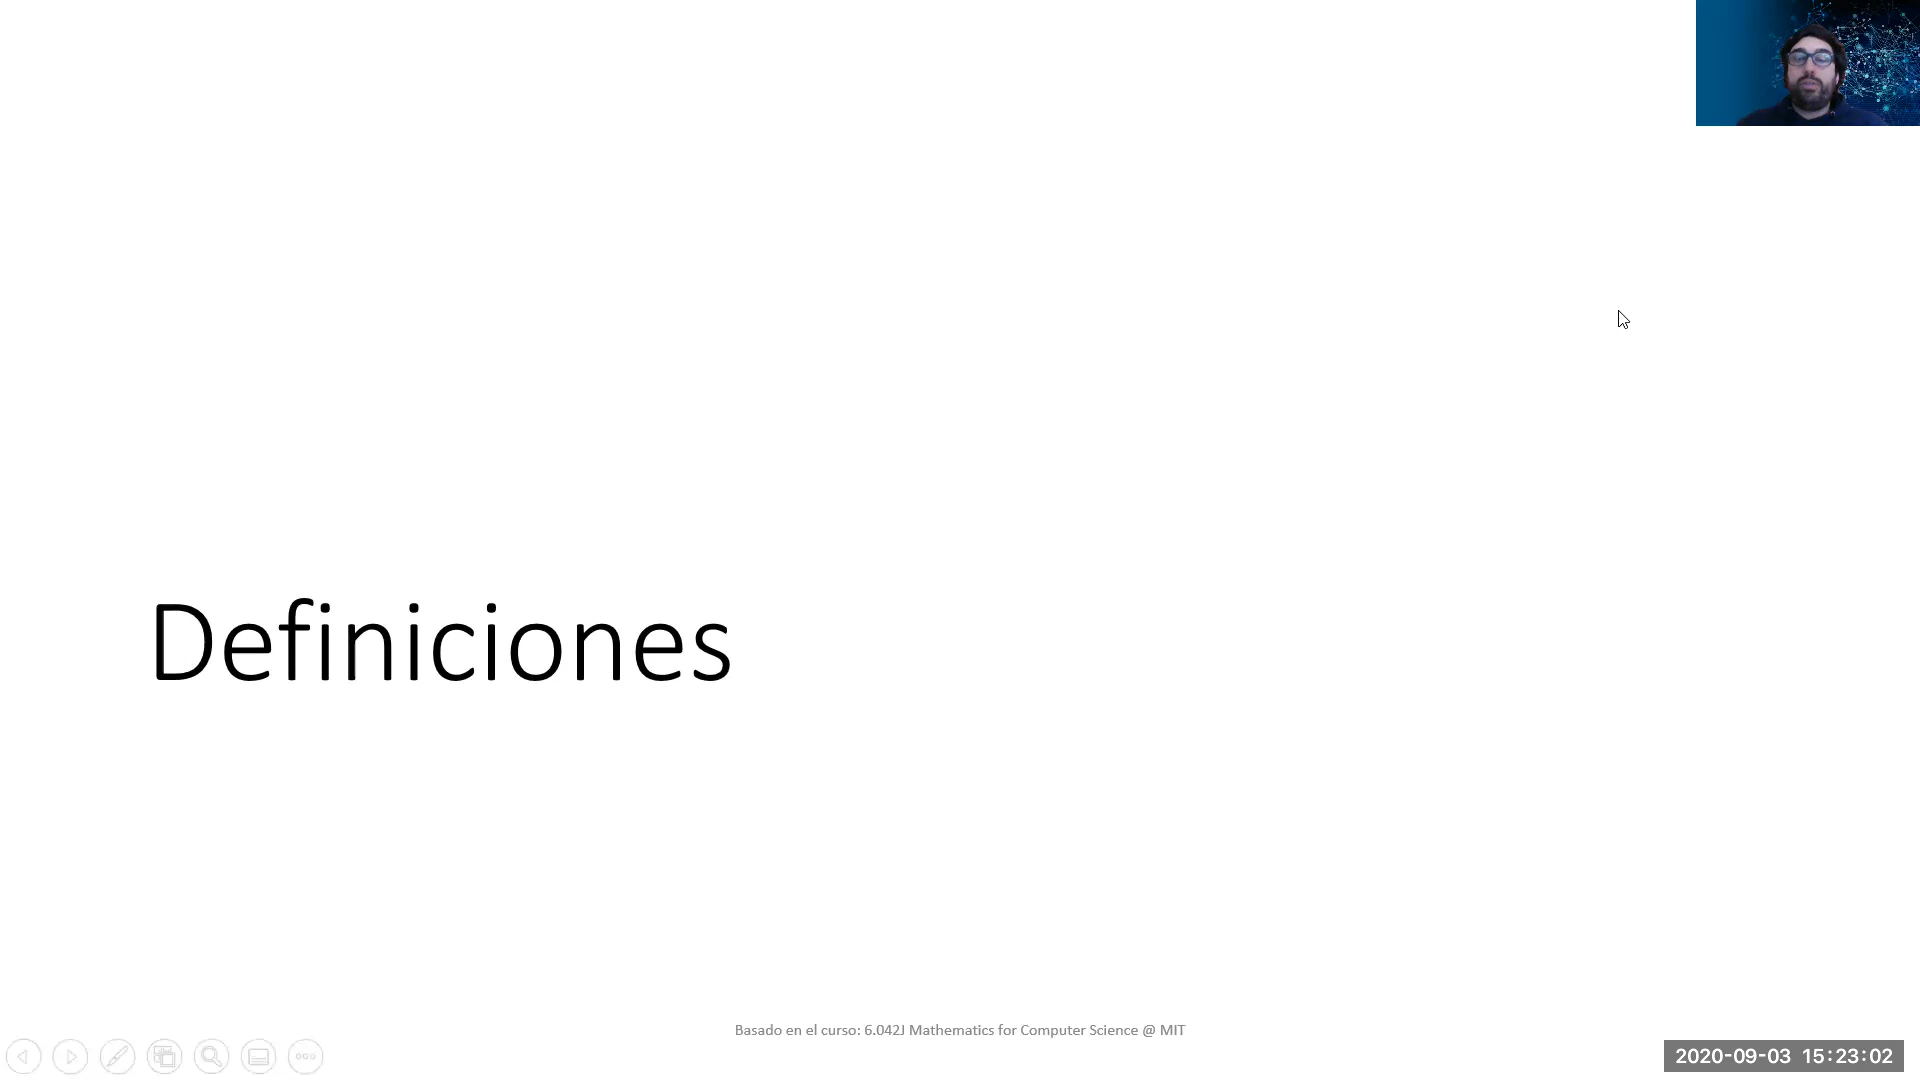 Definiciones
Basado en el curso: 6.042J Mathematics for Computer Science @ MIT
2020-09-03 15:23:02